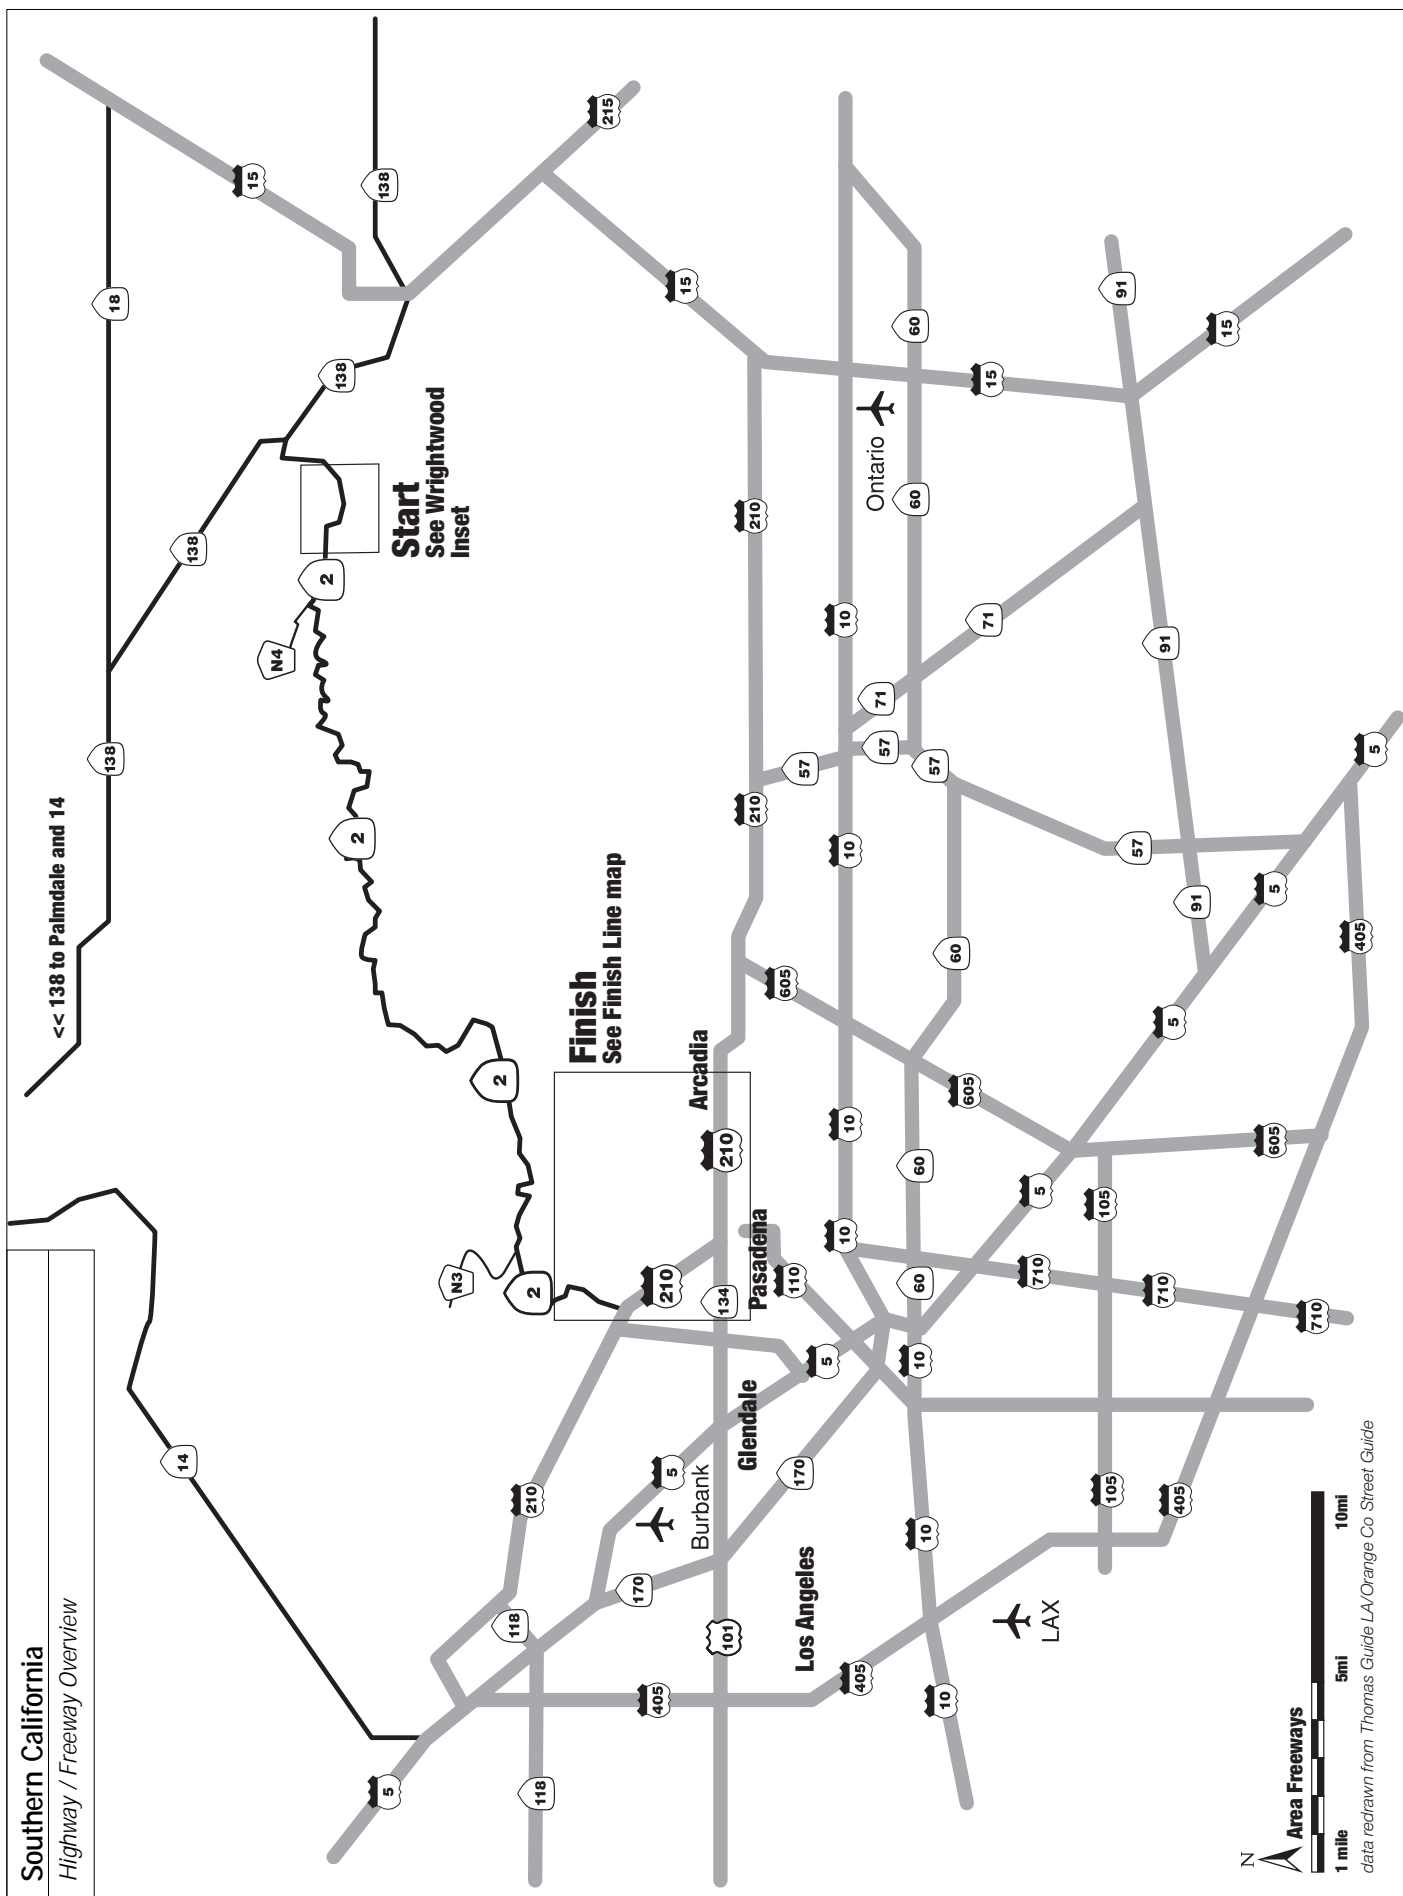 Southern California
Highway / Freeway Overview
<< 138 to Palmdale and 14
138
18
14
138
15
N4
2
138
2
138
5
Start
See Wrightwood
Inset
N3
2
118
210
2
118
Finish
See Finish Line map
215
170
405
210
5
15
Burbank
Arcadia
101
134
210
210
210
Glendale
Pasadena
605
110
170
57
Los Angeles
5
10
10
10
10
405
Ontario
71
57
10
60
60
60
60
10
57
10
60
605
71
15
710
5
LAX
105
105
91
57
710
91
5
405
91
15
605
5
N
Area Freeways
710
1 mile
5mi
10mi
405
5
data redrawn from Thomas Guide LA/Orange Co Street Guide